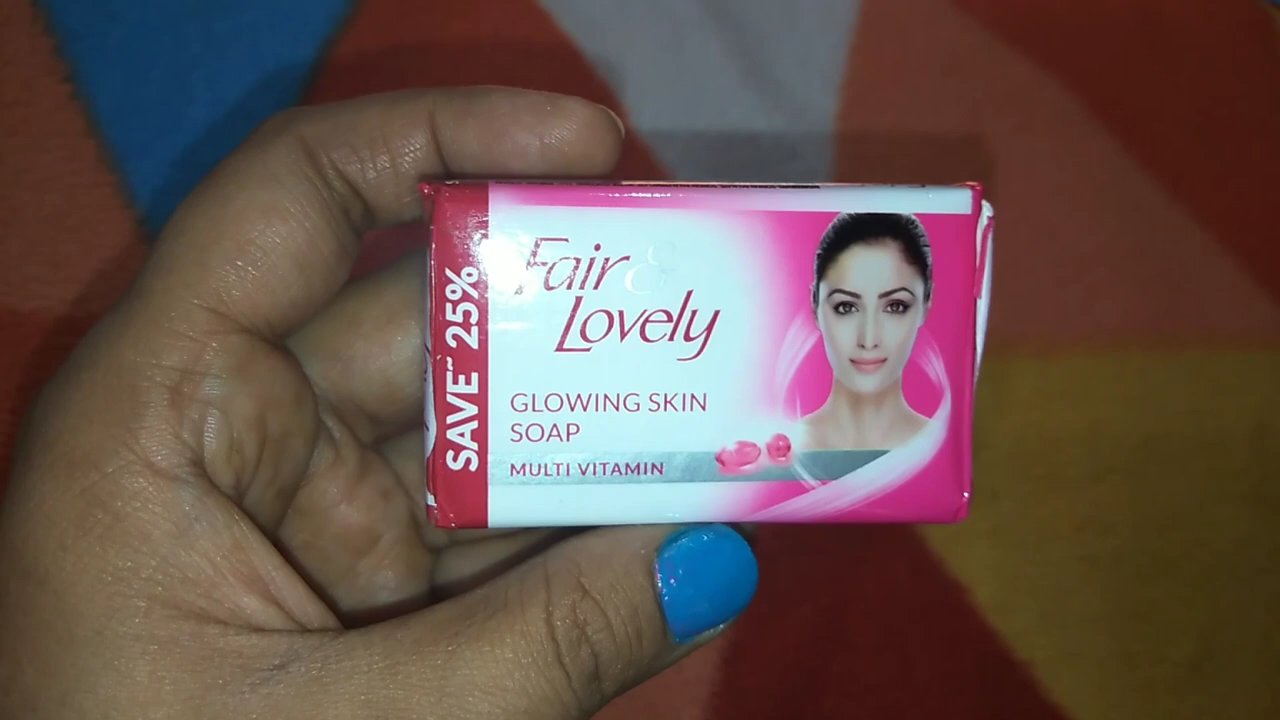 SAVE~ 25%
Fair &
Lovely
GLOWING SKIN
SOAP
MULTI VITAMIN